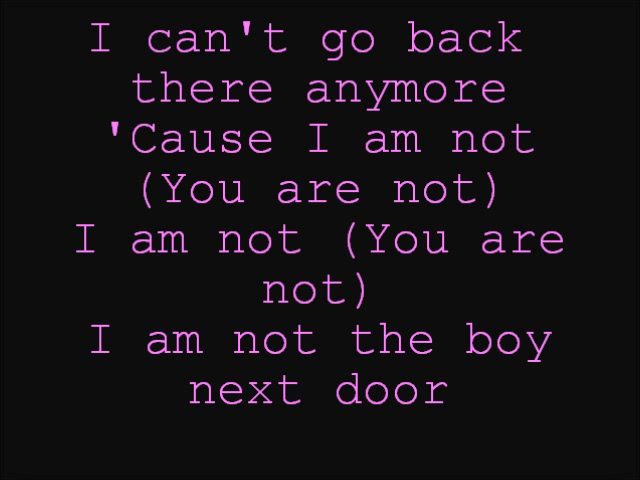 I can't go back
there anymore
'Cause I am not
(You are not)
I am not (You are
not)
I am not the boy
next door